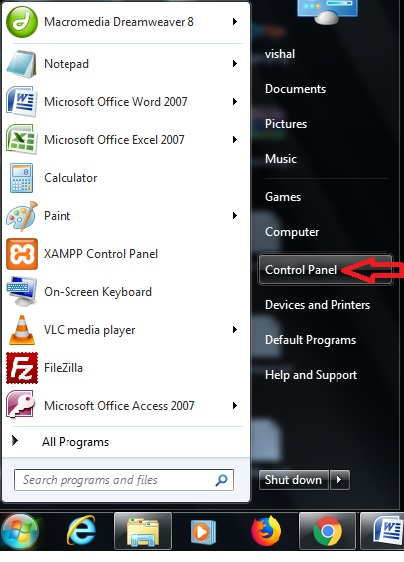 Macromedia Dreamweaver 8
Notepad
Microsoft Office Word 2007
Microsoft Office Excel 2007
Calculator
Paint
XAMPP Control Panel
On-Screen Keyboard
VLC media player
FileZilla
Microsoft Office Access 2007
All Programs
Search programs and files
vishal
Documents
Pictures
Music
Games
Computer
Control Panel
Devices and Printers
Default Programs
Help and Support
Shut down